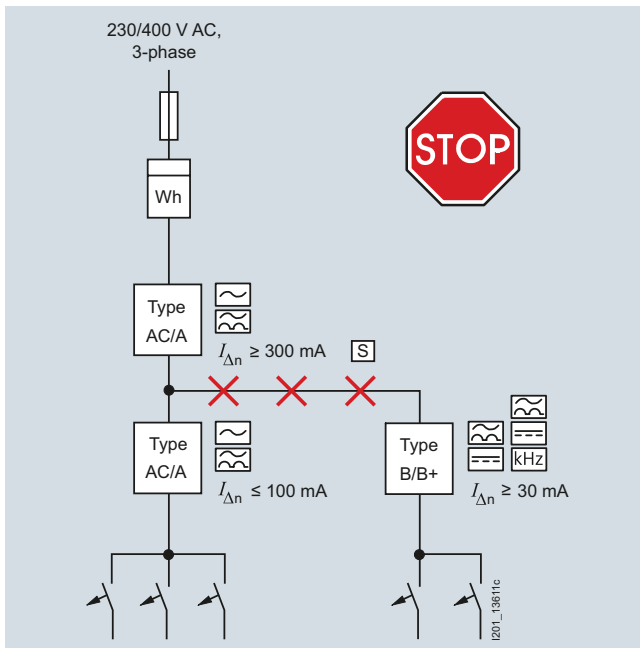 230/400 V AC,
3-phase
STOP
Wh
Type
AC/A
IΔn ≥ 300 mA
S
Type
AC/A
IΔn ≤ 100 mA
Type
B/B+
kHz
IΔn ≥ 30 mA
I201_13611c